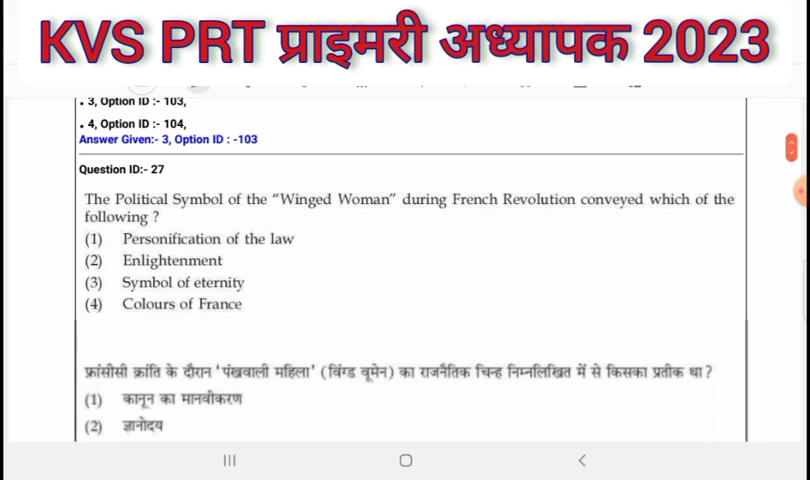 KVS PRT प्राइमरी अध्यापक 2023
. 3, Option ID :- 103,
. 4, Option ID :- 104,
Answer Given:- 3, Option ID : -103
Question ID:- 27
The Political Symbol of the “Winged Woman” during French Revolution conveyed which of the
following ?
(1) Personification of the law
(2) Enlightenment
(3) Symbol of eternity
(4) Colours of France
फ्रांसीसी क्रांति के दौरान ‘पंखवाली महिला’ (विंग्ड वूमेन) का राजनैतिक चिन्ह निम्नलिखित में से किसका प्रतीक था ?
(1) कानून का मानवीकरण
(2) ज्ञानोदय